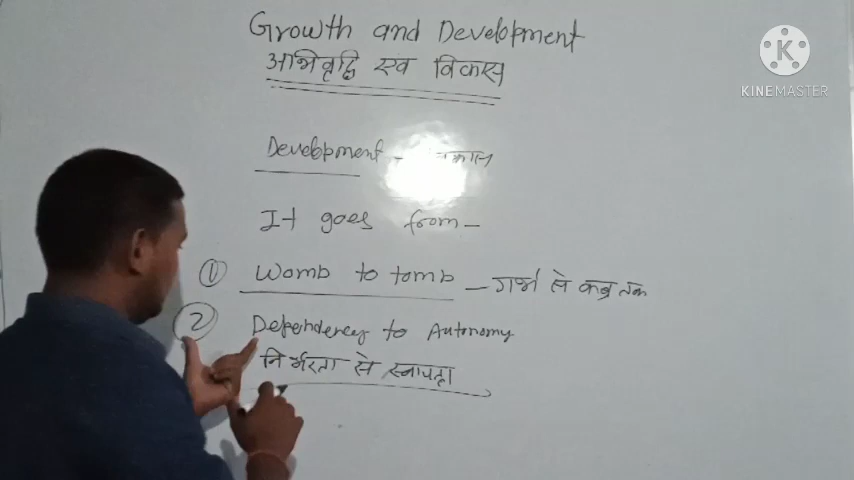 Growth and Development
अभिवृद्धि एवं विकास
KINEMASTER
Development -
It goes from -
① Womb to tomb - गर्भ से कब्र तक
② Dependency to Autonomy
निर्भरता से स्वायत्ता